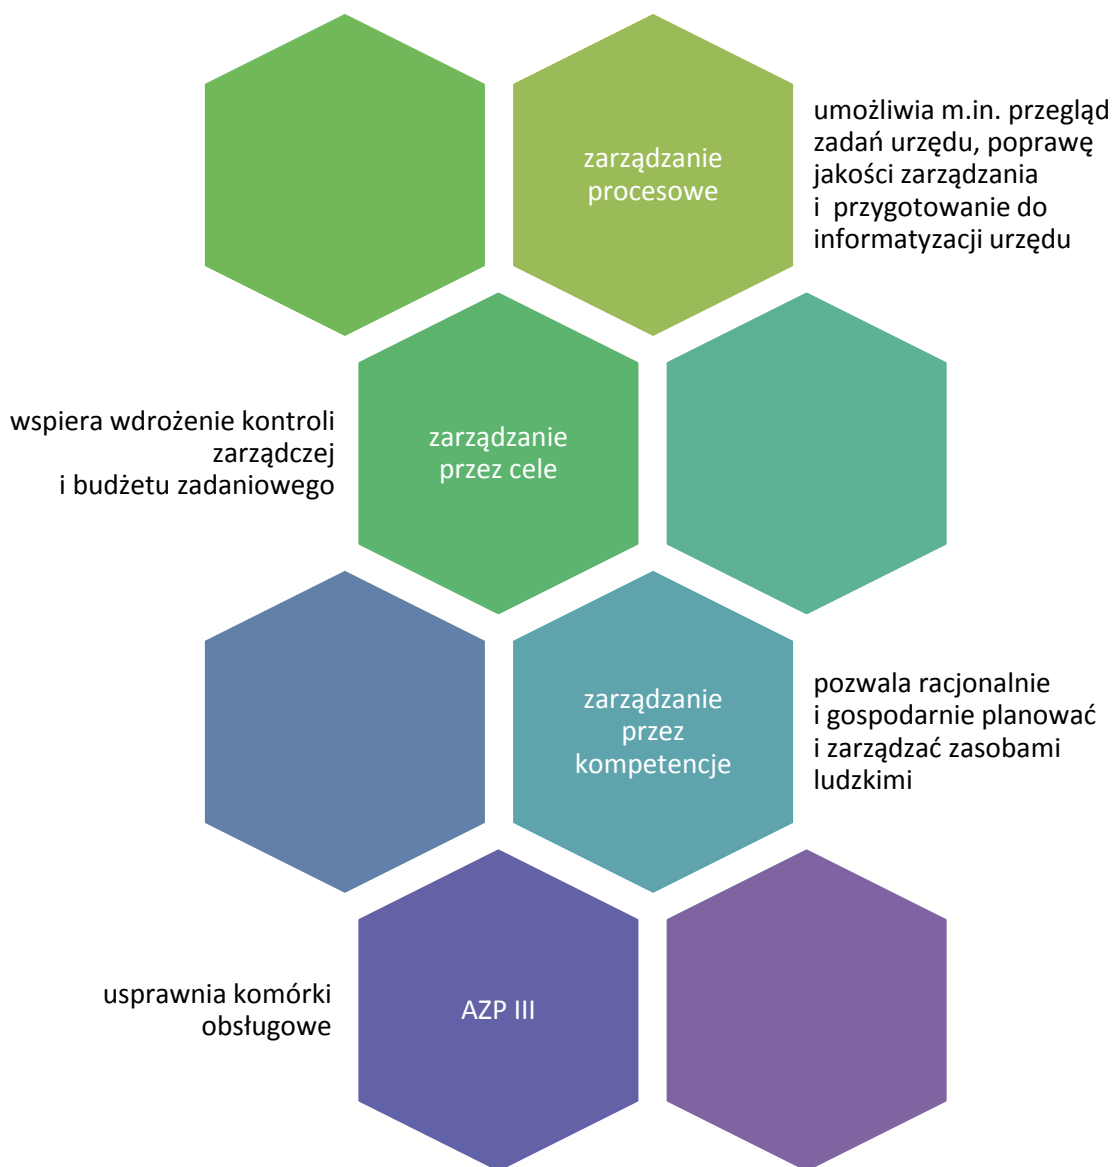 zarządzanie
procesowe
umożliwia m.in. przegląd
zadań urzędu, poprawę
jakości zarządzania
i  przygotowanie do
informatyzacji urzędu
wspiera wdrożenie kontroli
zarządczej
i budżetu zadaniowego
zarządzanie
przez cele
zarządzanie
przez
kompetencje
pozwala racjonalnie
i gospodarnie planować
i zarządzać zasobami
ludzkimi
usprawnia komórki
obsługowe
AZP III